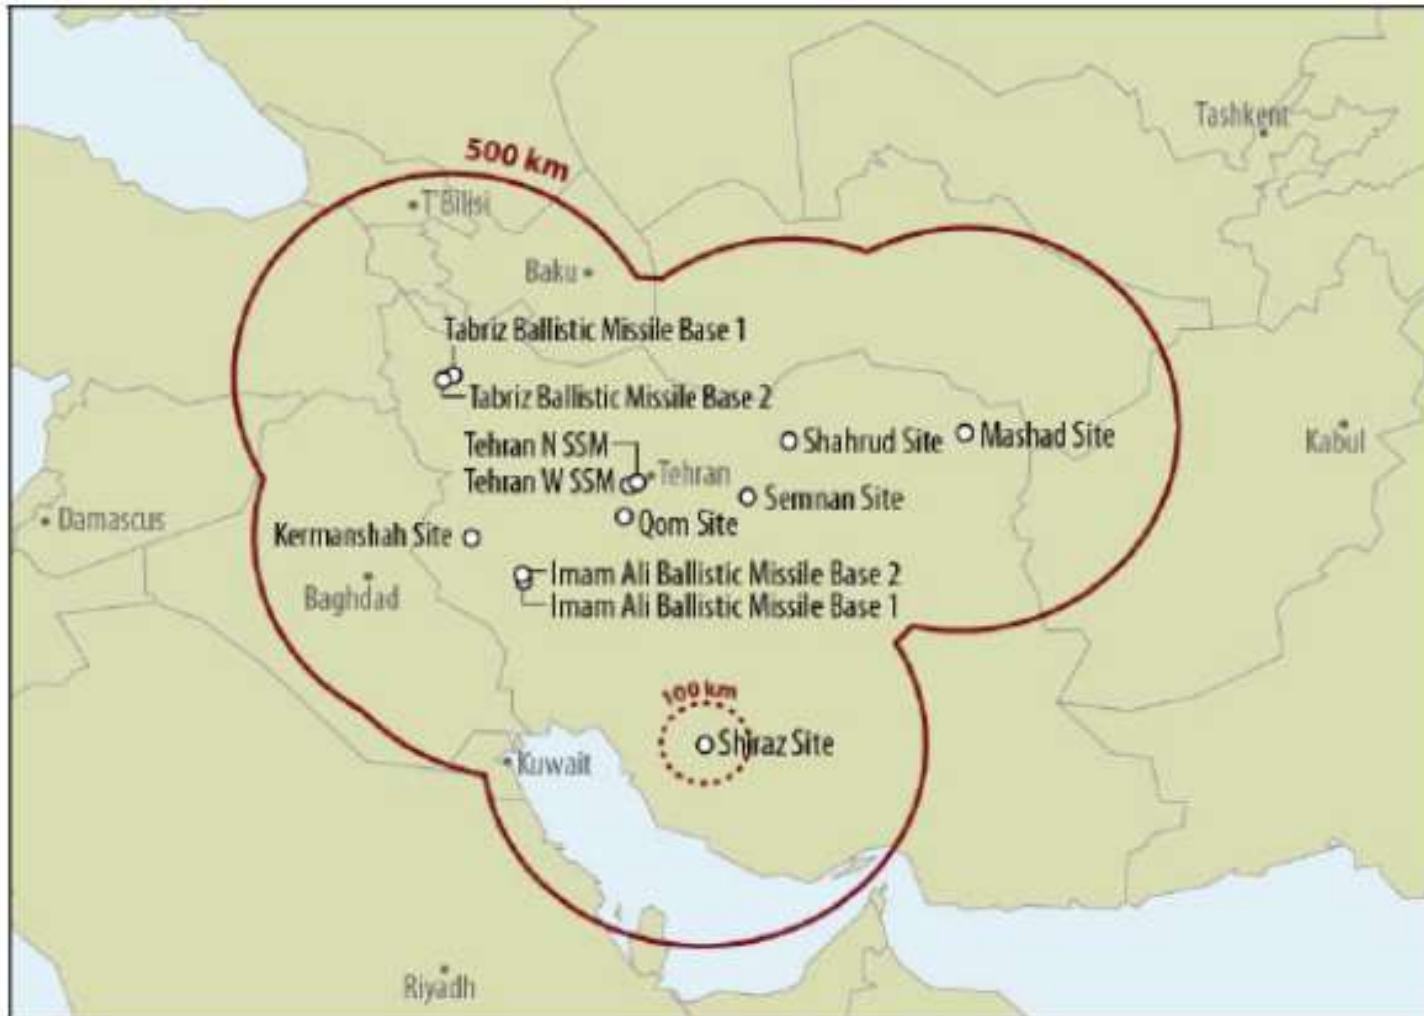 Tashkent
500 km
T'Bilisi
Baku
Tabriz Ballistic Missile Base 1
Tabriz Ballistic Missile Base 2
Tehran N SSM
Tehran
Tehran W SSM
Shahrud Site
Mashad Site
Kabul
Semnan Site
Qom Site
Damascus
Kermanshah Site
Imam Ali Ballistic Missile Base 2
Imam Ali Ballistic Missile Base 1
Baghdad
100 km
Shiraz Site
Kuwait
Riyadh